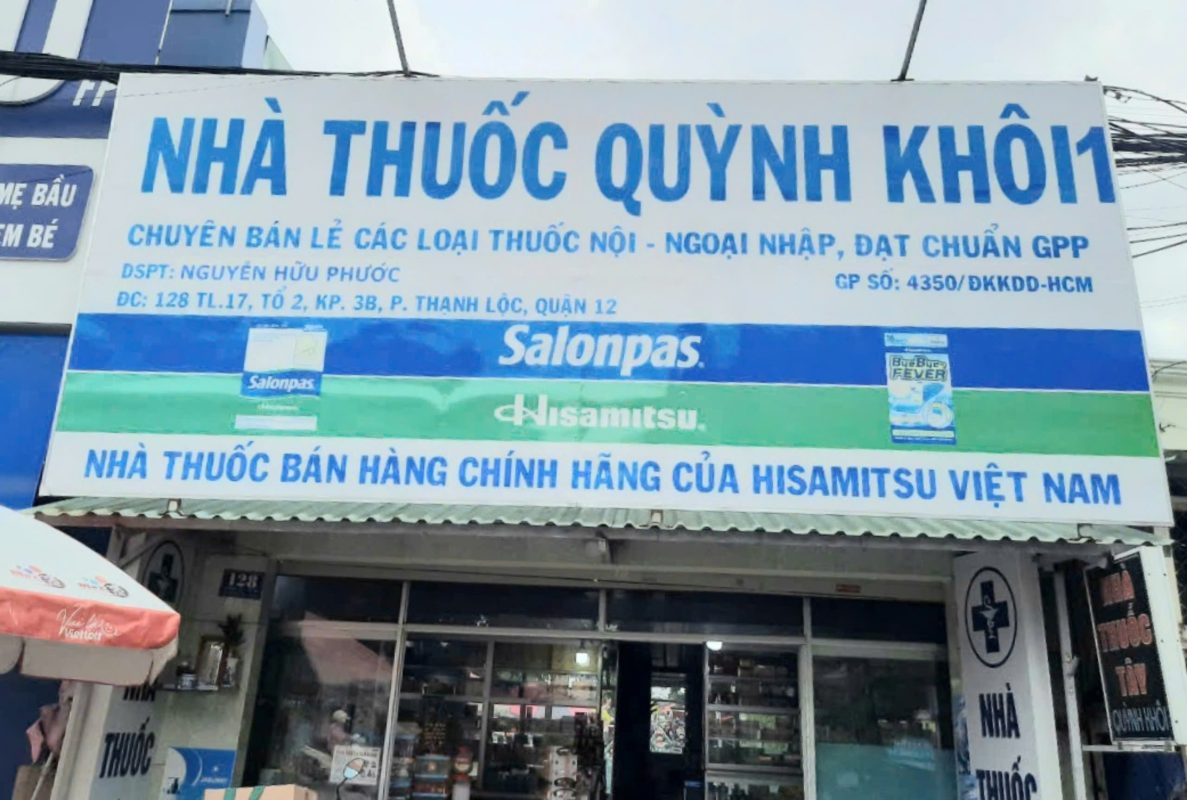 NHÀ THUỐC QUỲNH KHÔI1
CHUYÊN BÁN LẺ CÁC LOẠI THUỐC NỘI - NGOẠI NHẬP, ĐẠT CHUẨN GPP
DSPT: NGUYỄN HỮU PHƯỚC
GP SỐ: 4350/ĐKKDD-HCM
ĐC: 128 TL.17, TỔ 2, KP. 3B, P. THẠNH LỘC, QUẬN 12
Salonpas.
Salonpas
ByeBye
FEVER
Hisamitsu.
NHÀ THUỐC BÁN HÀNG CHÍNH HÃNG CỦA HISAMITSU VIỆT NAM
MẸ BẦU
EM BÉ
128
Vietlott
NHÀ
THUỐC
NHÀ
THUỐC
NHÀ
THUỐC
TÂY
QUỲNH KHÔI